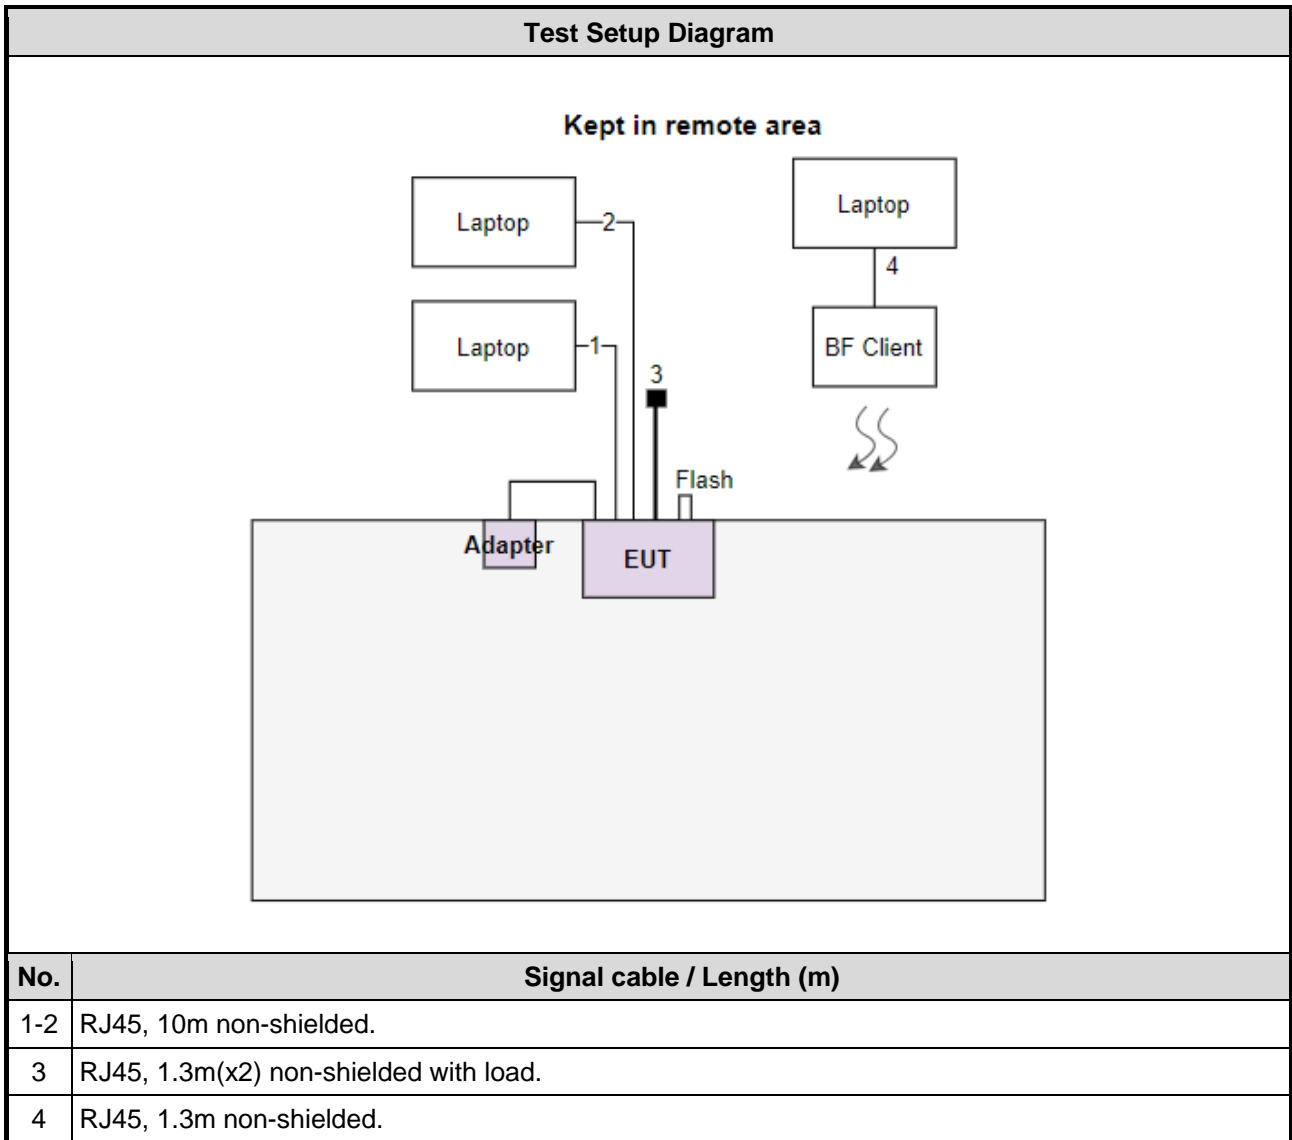 Test Setup Diagram
Kept in remote area
Laptop
2
Laptop
4
Laptop
1
BF Client
3
Flash
Adapter
EUT
No. Signal cable / Length (m)
1-2 RJ45, 10m non-shielded.
3 RJ45, 1.3m(x2) non-shielded with load.
4 RJ45, 1.3m non-shielded.